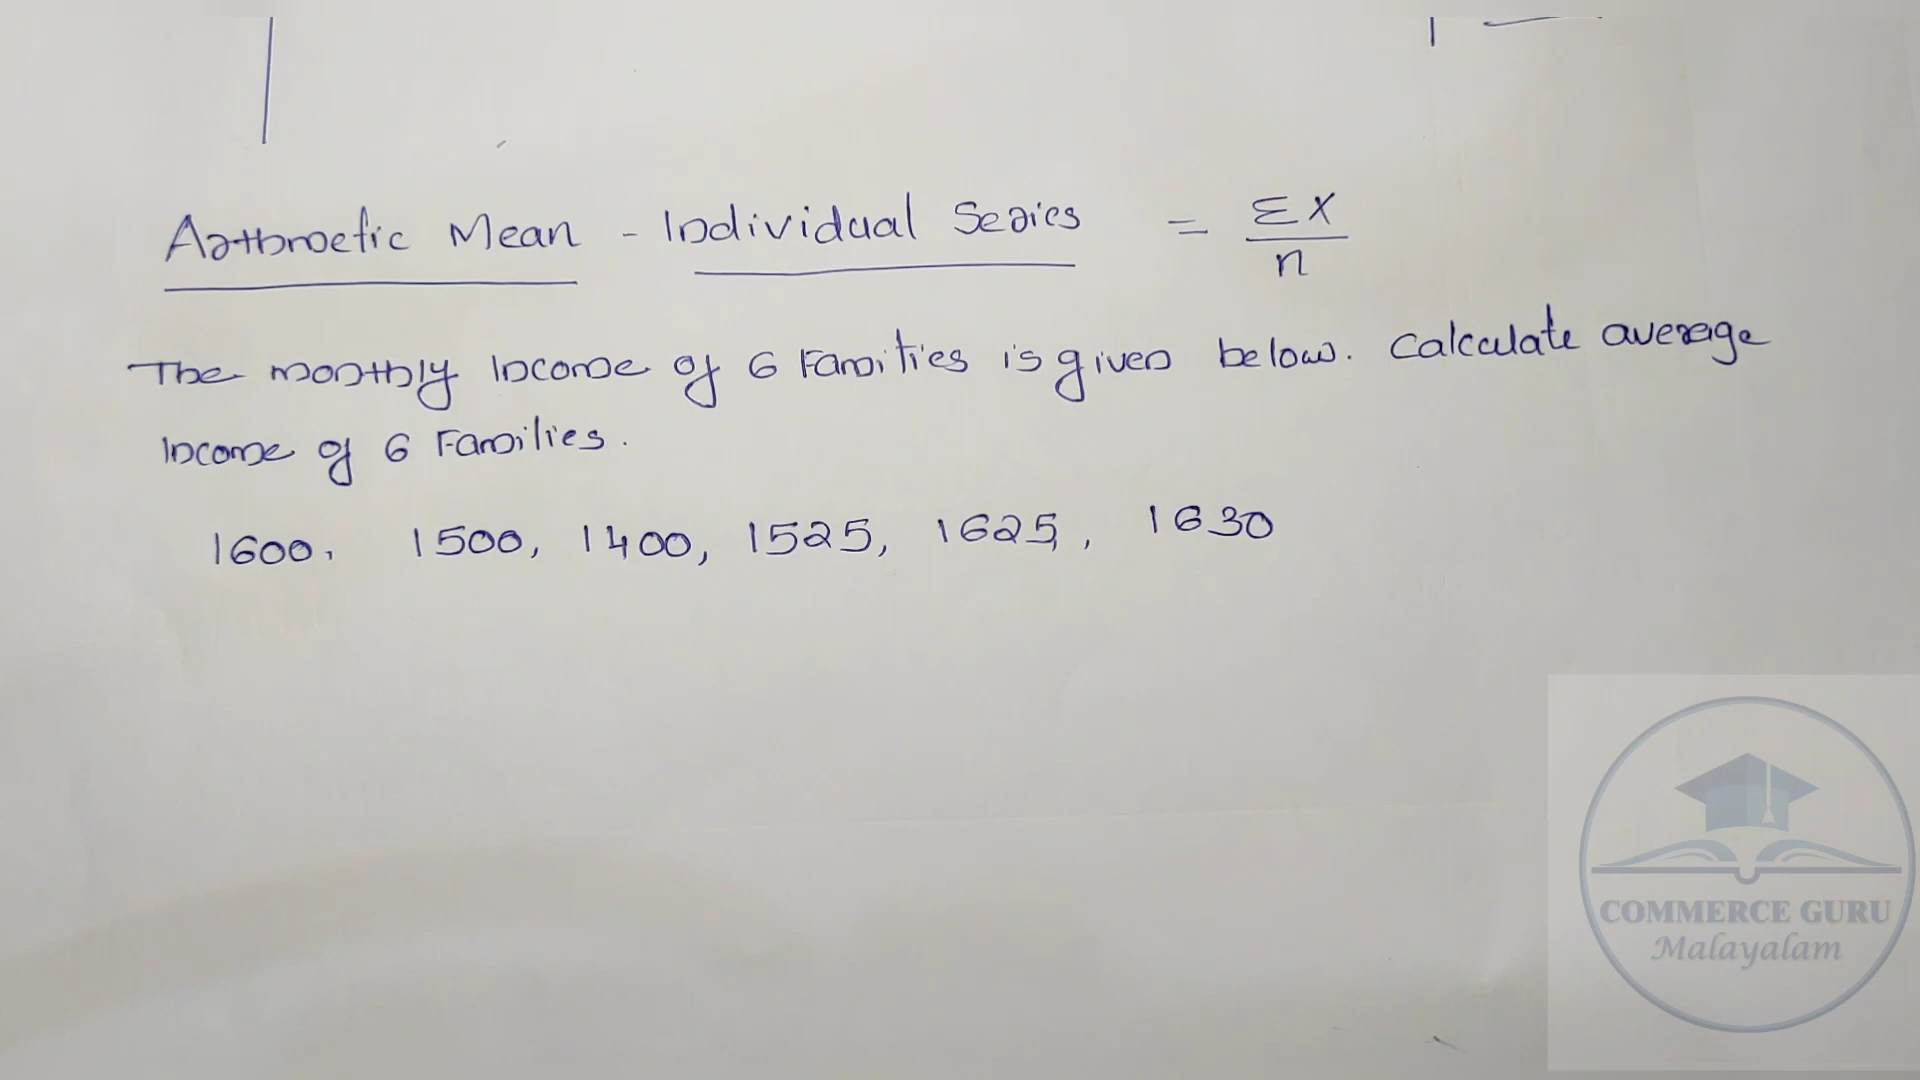 Arithmetic Mean - Individual Series = ΣX
n
The monthly Income of 6 Families is given below. Calculate average
Income of 6 Families.
1600, 1500, 1400, 1525, 1625, 1630
COMMERCE GURU
Malayalam